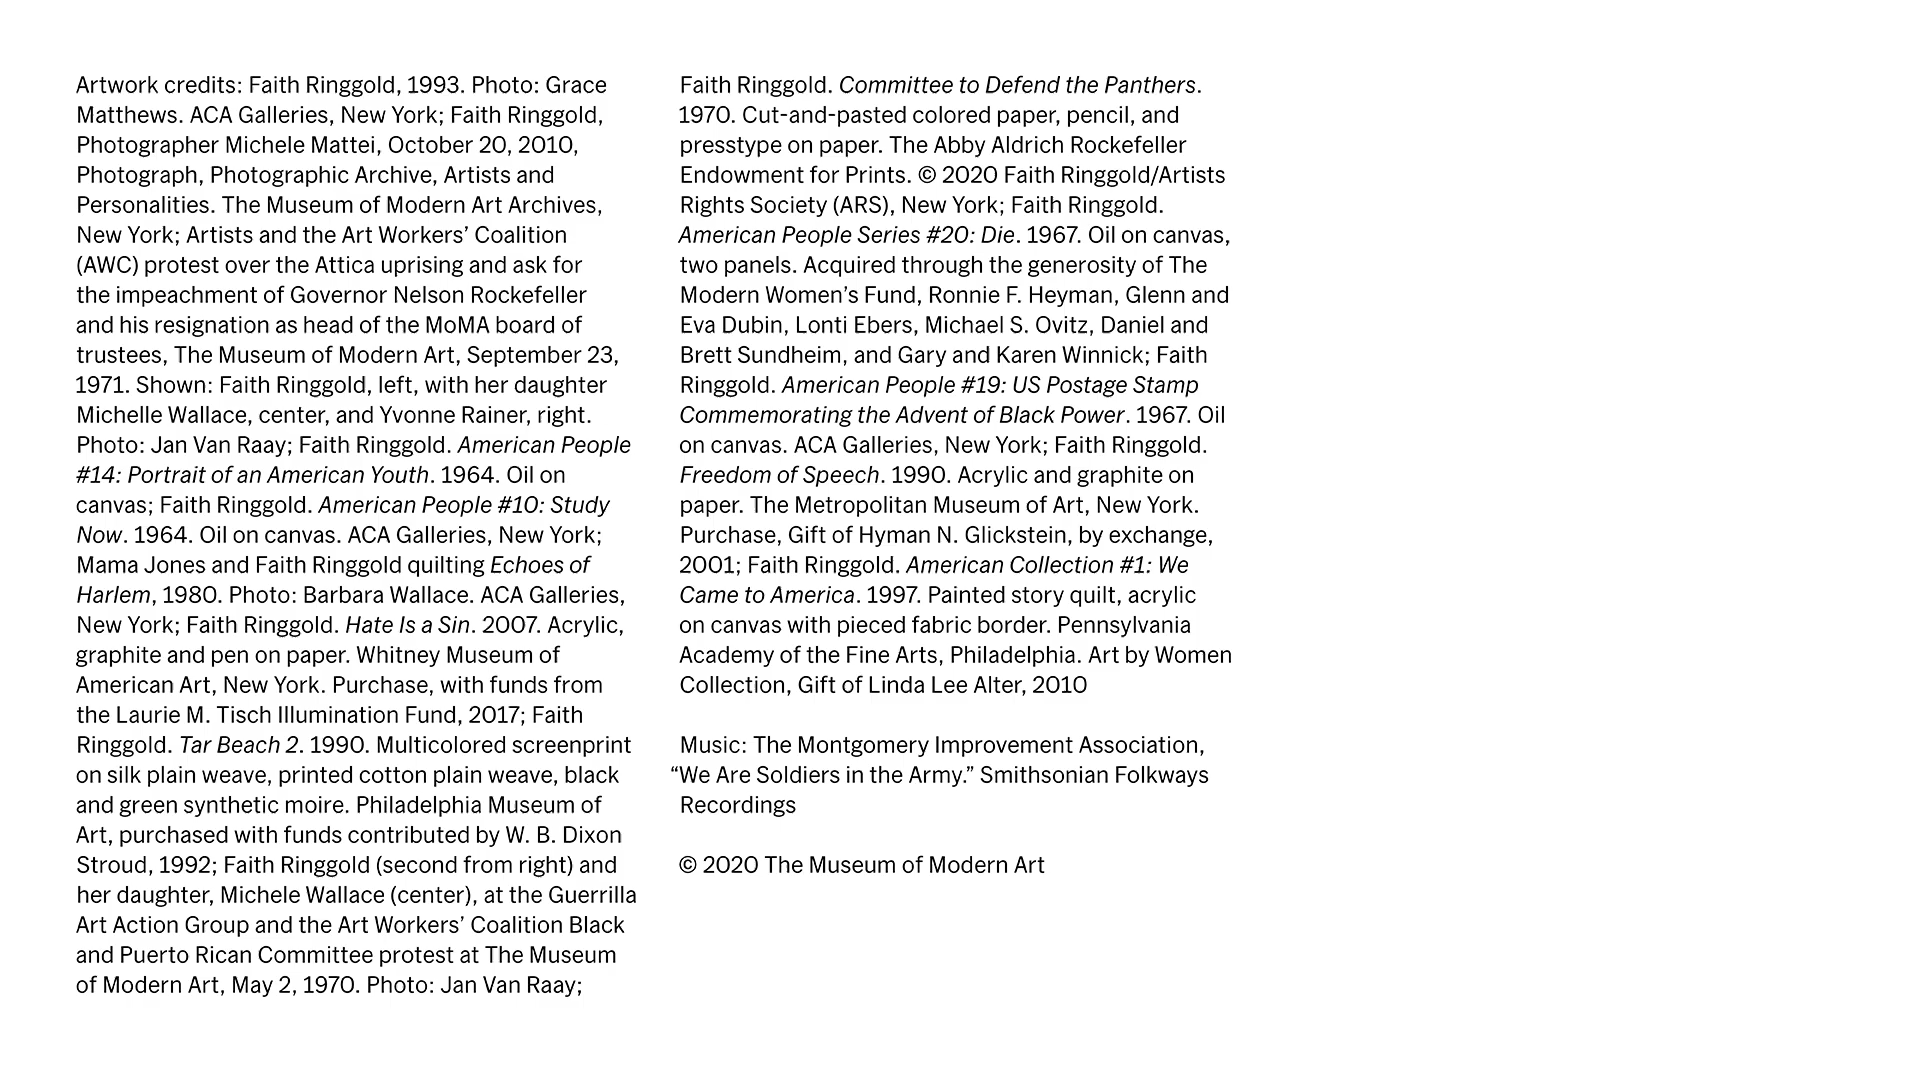 Artwork credits: Faith Ringgold, 1993. Photo: Grace
Matthews. ACA Galleries, New York; Faith Ringgold,
Photographer Michele Mattei, October 20, 2010,
Photograph, Photographic Archive, Artists and
Personalities. The Museum of Modern Art Archives,
New York; Artists and the Art Workers’ Coalition
(AWC) protest over the Attica uprising and ask for
the impeachment of Governor Nelson Rockefeller
and his resignation as head of the MoMA board of
trustees, The Museum of Modern Art, September 23,
1971. Shown: Faith Ringgold, left, with her daughter
Michelle Wallace, center, and Yvonne Rainer, right.
Photo: Jan Van Raay; Faith Ringgold. American People
#14: Portrait of an American Youth. 1964. Oil on
canvas; Faith Ringgold. American People #10: Study
Now. 1964. Oil on canvas. ACA Galleries, New York;
Mama Jones and Faith Ringgold quilting Echoes of
Harlem, 1980. Photo: Barbara Wallace. ACA Galleries,
New York; Faith Ringgold. Hate Is a Sin. 2007. Acrylic,
graphite and pen on paper. Whitney Museum of
American Art, New York. Purchase, with funds from
the Laurie M. Tisch Illumination Fund, 2017; Faith
Ringgold. Tar Beach 2. 1990. Multicolored screenprint
on silk plain weave, printed cotton plain weave, black
and green synthetic moire. Philadelphia Museum of
Art, purchased with funds contributed by W. B. Dixon
Stroud, 1992; Faith Ringgold (second from right) and
her daughter, Michele Wallace (center), at the Guerrilla
Art Action Group and the Art Workers’ Coalition Black
and Puerto Rican Committee protest at The Museum
of Modern Art, May 2, 1970. Photo: Jan Van Raay;
Faith Ringgold. Committee to Defend the Panthers.
1970. Cut-and-pasted colored paper, pencil, and
presstype on paper. The Abby Aldrich Rockefeller
Endowment for Prints. © 2020 Faith Ringgold/Artists
Rights Society (ARS), New York; Faith Ringgold.
American People Series #20: Die. 1967. Oil on canvas,
two panels. Acquired through the generosity of The
Modern Women’s Fund, Ronnie F. Heyman, Glenn and
Eva Dubin, Lonti Ebers, Michael S. Ovitz, Daniel and
Brett Sundheim, and Gary and Karen Winnick; Faith
Ringgold. American People #19: US Postage Stamp
Commemorating the Advent of Black Power. 1967. Oil
on canvas. ACA Galleries, New York; Faith Ringgold.
Freedom of Speech. 1990. Acrylic and graphite on
paper. The Metropolitan Museum of Art, New York.
Purchase, Gift of Hyman N. Glickstein, by exchange,
2001; Faith Ringgold. American Collection #1: We
Came to America. 1997. Painted story quilt, acrylic
on canvas with pieced fabric border. Pennsylvania
Academy of the Fine Arts, Philadelphia. Art by Women
Collection, Gift of Linda Lee Alter, 2010
Music: The Montgomery Improvement Association,
“We Are Soldiers in the Army.” Smithsonian Folkways
Recordings
© 2020 The Museum of Modern Art